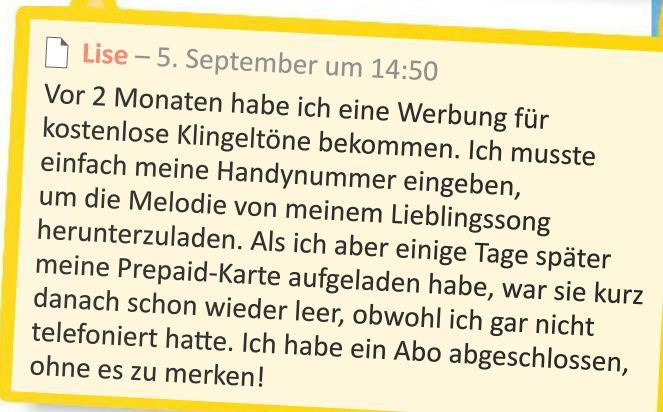 Lise – 5. September um 14:50
Vor 2 Monaten habe ich eine Werbung für
kostenlose Klingeltöne bekommen. Ich musste
einfach meine Handynummer eingeben,
um die Melodie von meinem Lieblingssong
herunterzuladen. Als ich aber einige Tage später
meine Prepaid-Karte aufgeladen habe, war sie kurz
danach schon wieder leer, obwohl ich gar nicht
telefoniert hatte. Ich habe ein Abo abgeschlossen,
ohne es zu merken!